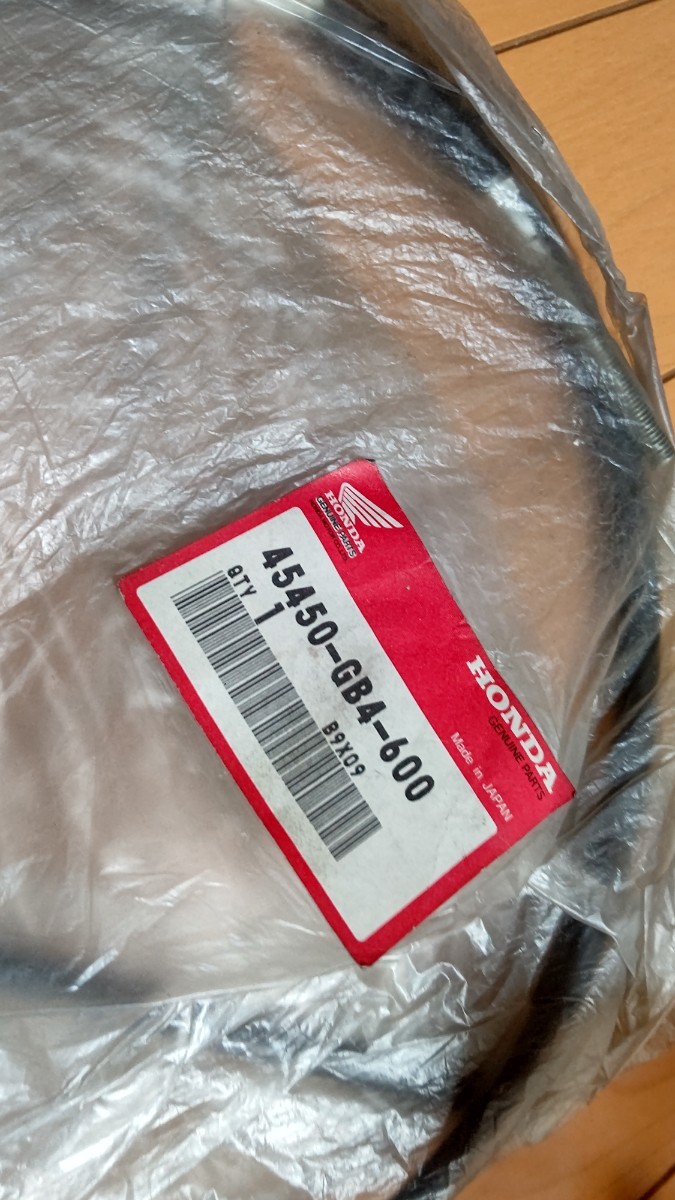 HONDA
GENUINE PARTS
45450-GB4-600
QTY 1
B9X09
HONDA
GENUINE PARTS
Made in JAPAN